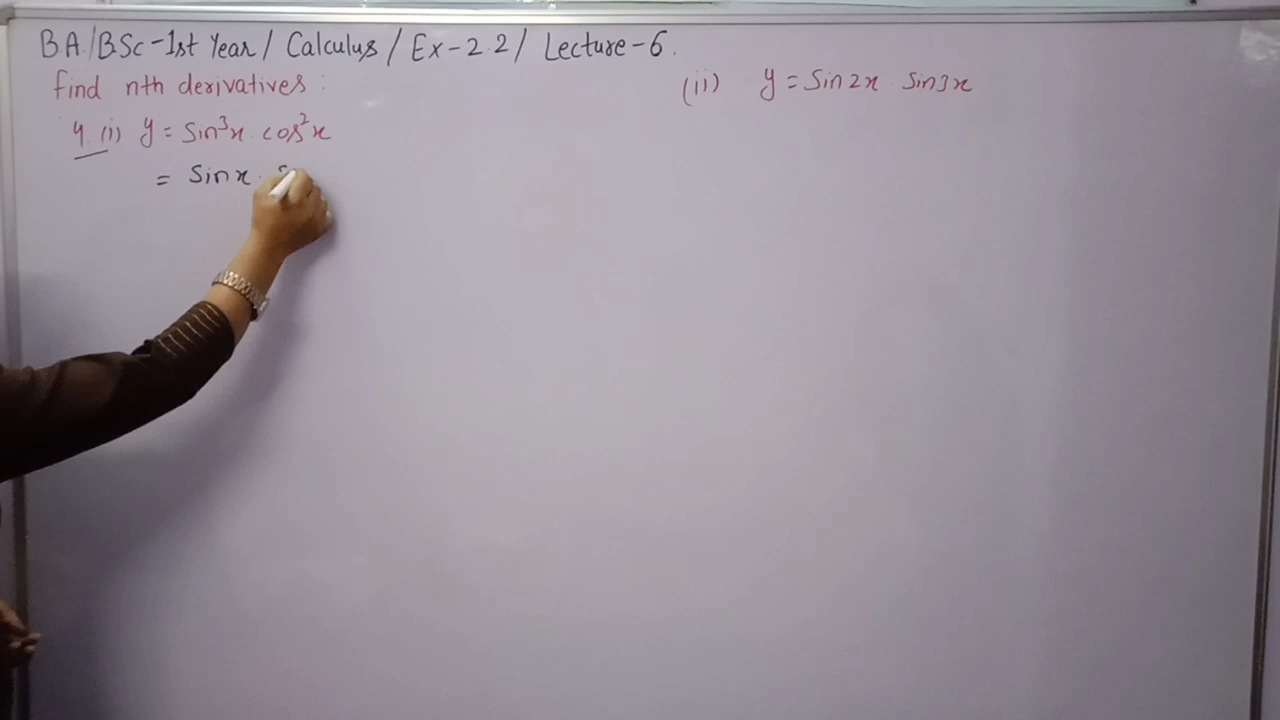 B.A./BSc-1st Year/ Calculus / Ex-2.2/ Lecture-6.
find nth derivatives:
4. (i) y = Sin³x. cos²x
= Sinx.
(ii) y = Sin2x. Sin3x